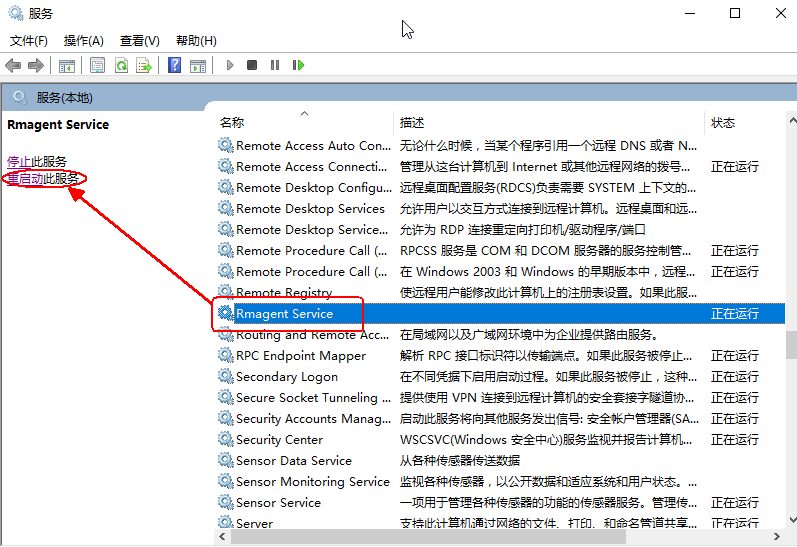 服务
文件(F) 操作(A) 查看(V) 帮助(H)
服务(本地)
Rmagent Service
停止此服务
重启动此服务
名称 描述 状态
Remote Access Auto Con... 无论什么时候，当某个程序引用一个远程 DNS 或者 N...
Remote Access Connecti... 管理从这台计算机到 Internet 或其他远程网络的拨号... 正在运行
Remote Desktop Configu... 远程桌面配置服务(RDCS)负责需要 SYSTEM 上下文的...
Remote Desktop Services 允许用户以交互方式连接到远程计算机。远程桌面和远...
Remote Desktop Service... 允许为 RDP 连接重定向打印机/驱动程序/端口
Remote Procedure Call (... RPCSS 服务是 COM 和 DCOM 服务器的服务控制管... 正在运行
Remote Procedure Call (... 在 Windows 2003 和 Windows 的早期版本中，远程... 正在运行
Remote Registry 使远程用户能修改此计算机上的注册表设置。如果此服...
Rmagent Service 正在运行
Routing and Remote Acc... 在局域网以及广域网环境中为企业提供路由服务。
RPC Endpoint Mapper 解析 RPC 接口标识符以传输端点。如果此服务被停止... 正在运行
Secondary Logon 在不同凭据下启用启动过程。如果此服务被停止，这种... 正在运行
Secure Socket Tunneling ... 提供使用 VPN 连接到远程计算机的安全套接字隧道协... 正在运行
Security Accounts Manag... 启动此服务将向其他服务发出信号: 安全帐户管理器(SA... 正在运行
Security Center WSCSVC(Windows 安全中心)服务监视并报告计算机... 正在运行
Sensor Data Service 从各种传感器传送数据
Sensor Monitoring Service 监视各种传感器，以公开数据和适应系统和用户状态。...
Sensor Service 一项用于管理各种传感器的功能的传感器服务。管理传... 正在运行
Server 支持此计算机通过网络的文件、打印、和命名管道共享... 正在运行